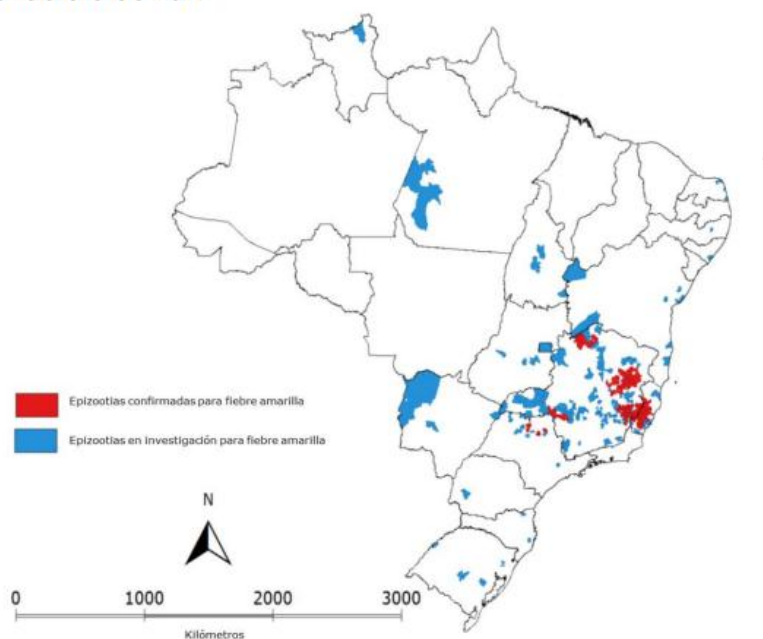 Epizootias confirmadas para fiebre amarilla
Epizootias en investigación para fiebre amarilla
N
0 1000 2000 3000
Kilómetros